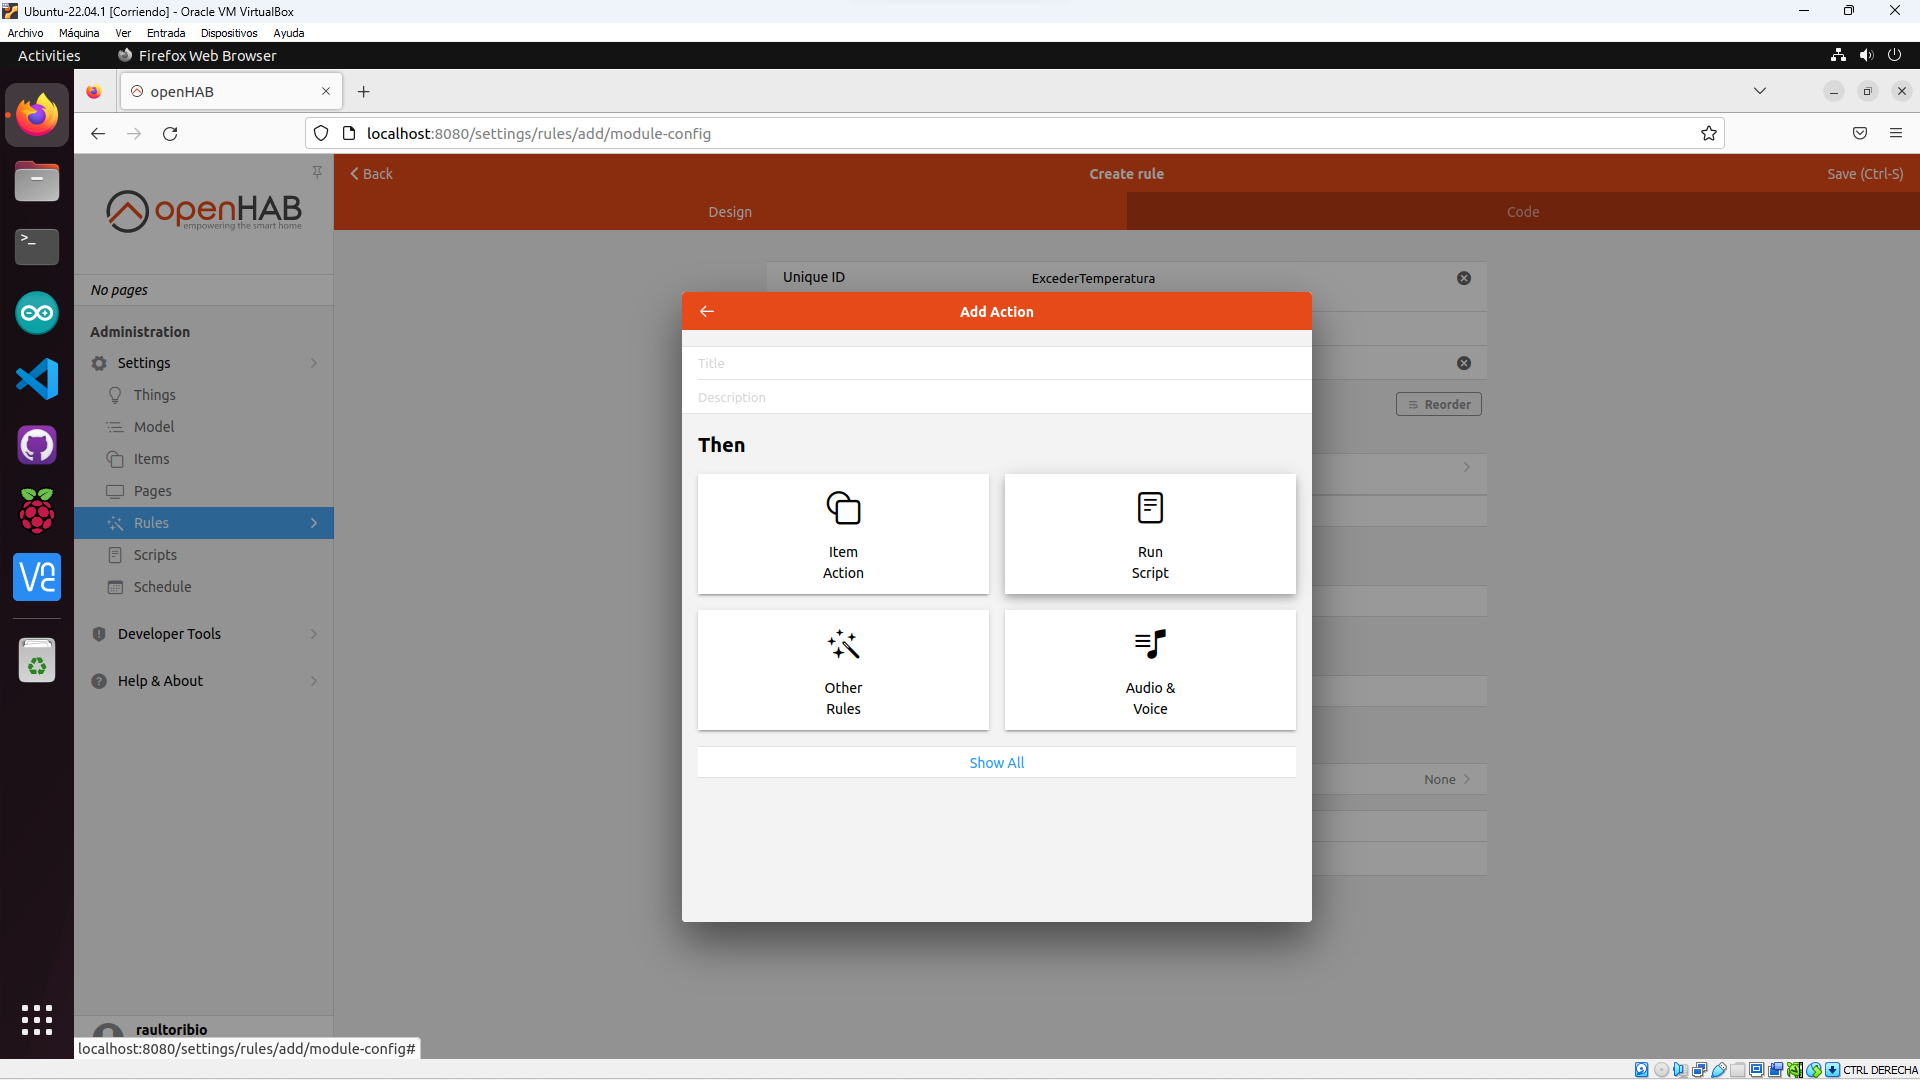 Ubuntu-22.04.1 [Corriendo] - Oracle VM VirtualBox
Archivo Máquina Ver Entrada Dispositivos Ayuda
Activities Firefox Web Browser
openHAB
localhost:8080/settings/rules/add/module-config
openHAB
empowering the smart home
No pages
Administration
Settings
Things
Model
Items
Pages
Rules
Scripts
Schedule
Developer Tools
Help & About
raultoribio
localhost:8080/settings/rules/add/module-config#
Back Create rule Save (Ctrl-S)
Design Code
Unique ID ExcederTemperatura
Reorder
None
Add Action
Title
Description
Then
Item
Action
Run
Script
Other
Rules
Audio &
Voice
Show All
CTRL DERECHA